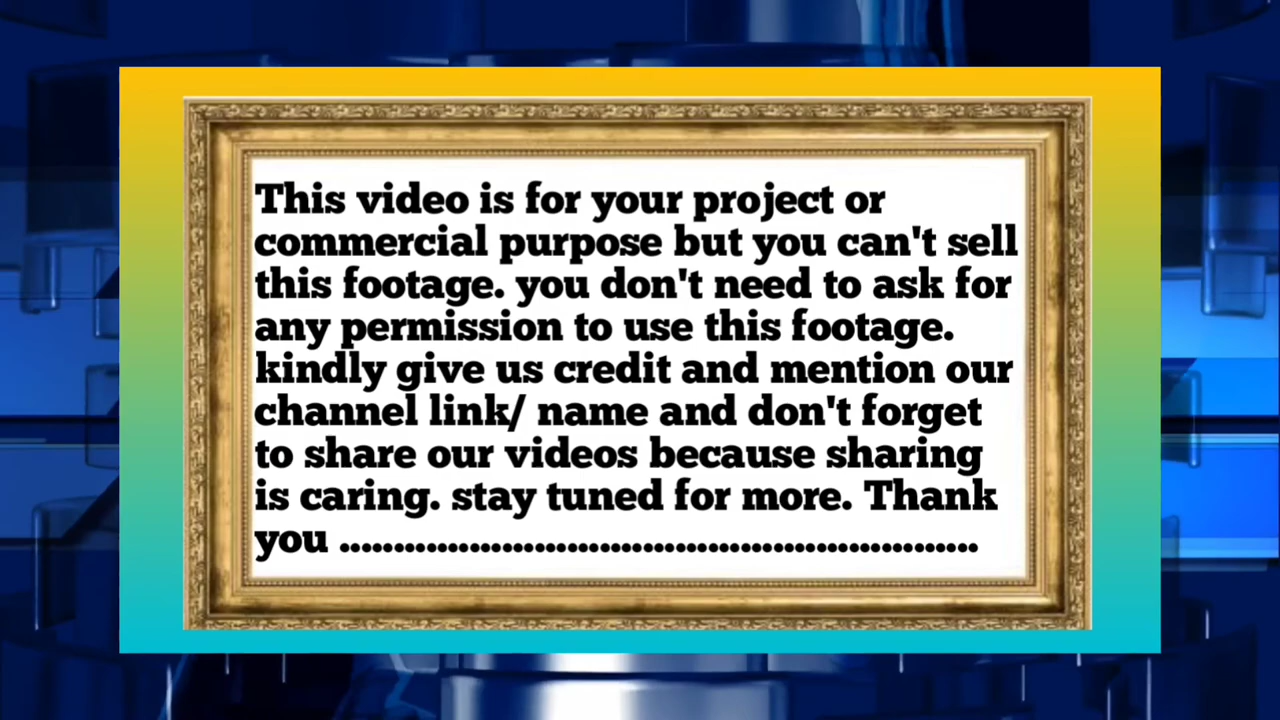 This video is for your project or
commercial purpose but you can't sell
this footage. you don't need to ask for
any permission to use this footage.
kindly give us credit and mention our
channel link/ name and don't forget
to share our videos because sharing
is caring. stay tuned for more. Thank
you ...........................................................